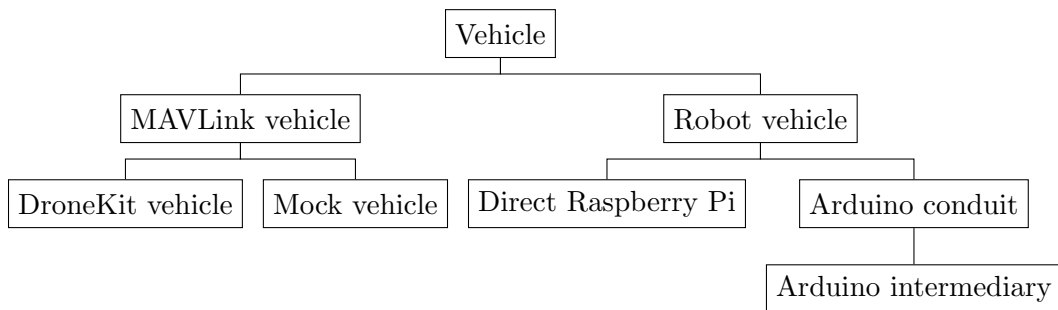 Vehicle
MAVLink vehicle
Robot vehicle
DroneKit vehicle
Mock vehicle
Direct Raspberry Pi
Arduino conduit
Arduino intermediary